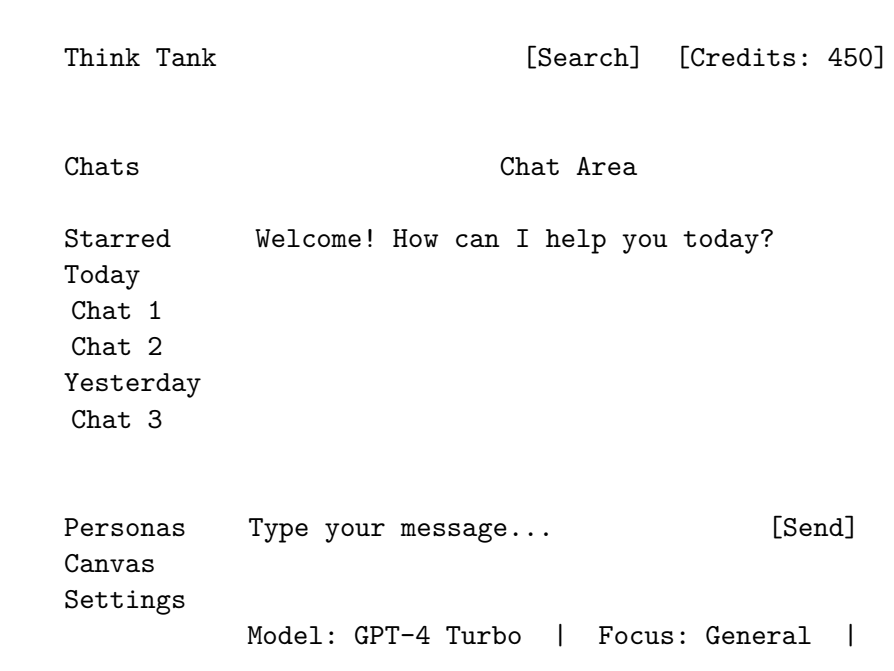 Think Tank [Search] [Credits: 450]
Chats Chat Area
Starred Welcome! How can I help you today?
Today
Chat 1
Chat 2
Yesterday
Chat 3
Personas Type your message... [Send]
Canvas
Settings
Model: GPT-4 Turbo | Focus: General |